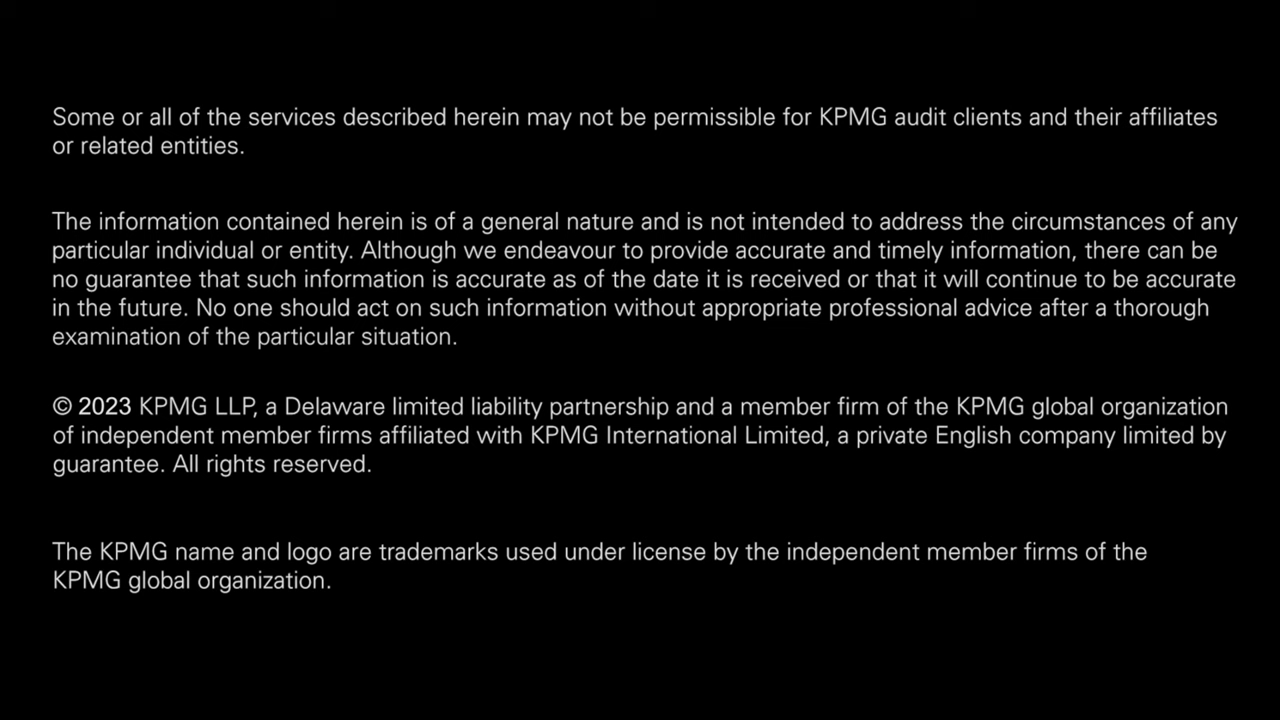 Some or all of the services described herein may not be permissible for KPMG audit clients and their affiliates
or related entities.
The information contained herein is of a general nature and is not intended to address the circumstances of any
particular individual or entity. Although we endeavour to provide accurate and timely information, there can be
no guarantee that such information is accurate as of the date it is received or that it will continue to be accurate
in the future. No one should act on such information without appropriate professional advice after a thorough
examination of the particular situation.
© 2023 KPMG LLP, a Delaware limited liability partnership and a member firm of the KPMG global organization
of independent member firms affiliated with KPMG International Limited, a private English company limited by
guarantee. All rights reserved.
The KPMG name and logo are trademarks used under license by the independent member firms of the
KPMG global organization.